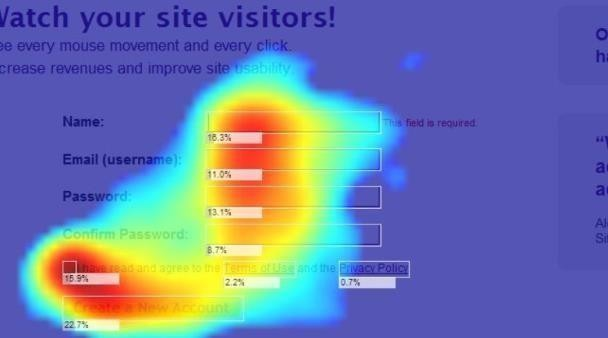 Watch your site visitors!
ee every mouse movement and every click.
crease revenues and improve site usability.
Name:
This field is required.
16.3%
Email (username):
11.0%
Password:
13.1%
Confirm Password:
8.7%
I have read and agree to the Terms of Use and the Privacy Policy
15.9%
2.2%
0.7%
Create a New Account
22.7%
O
ha
“W
ac
ac
Al
Si